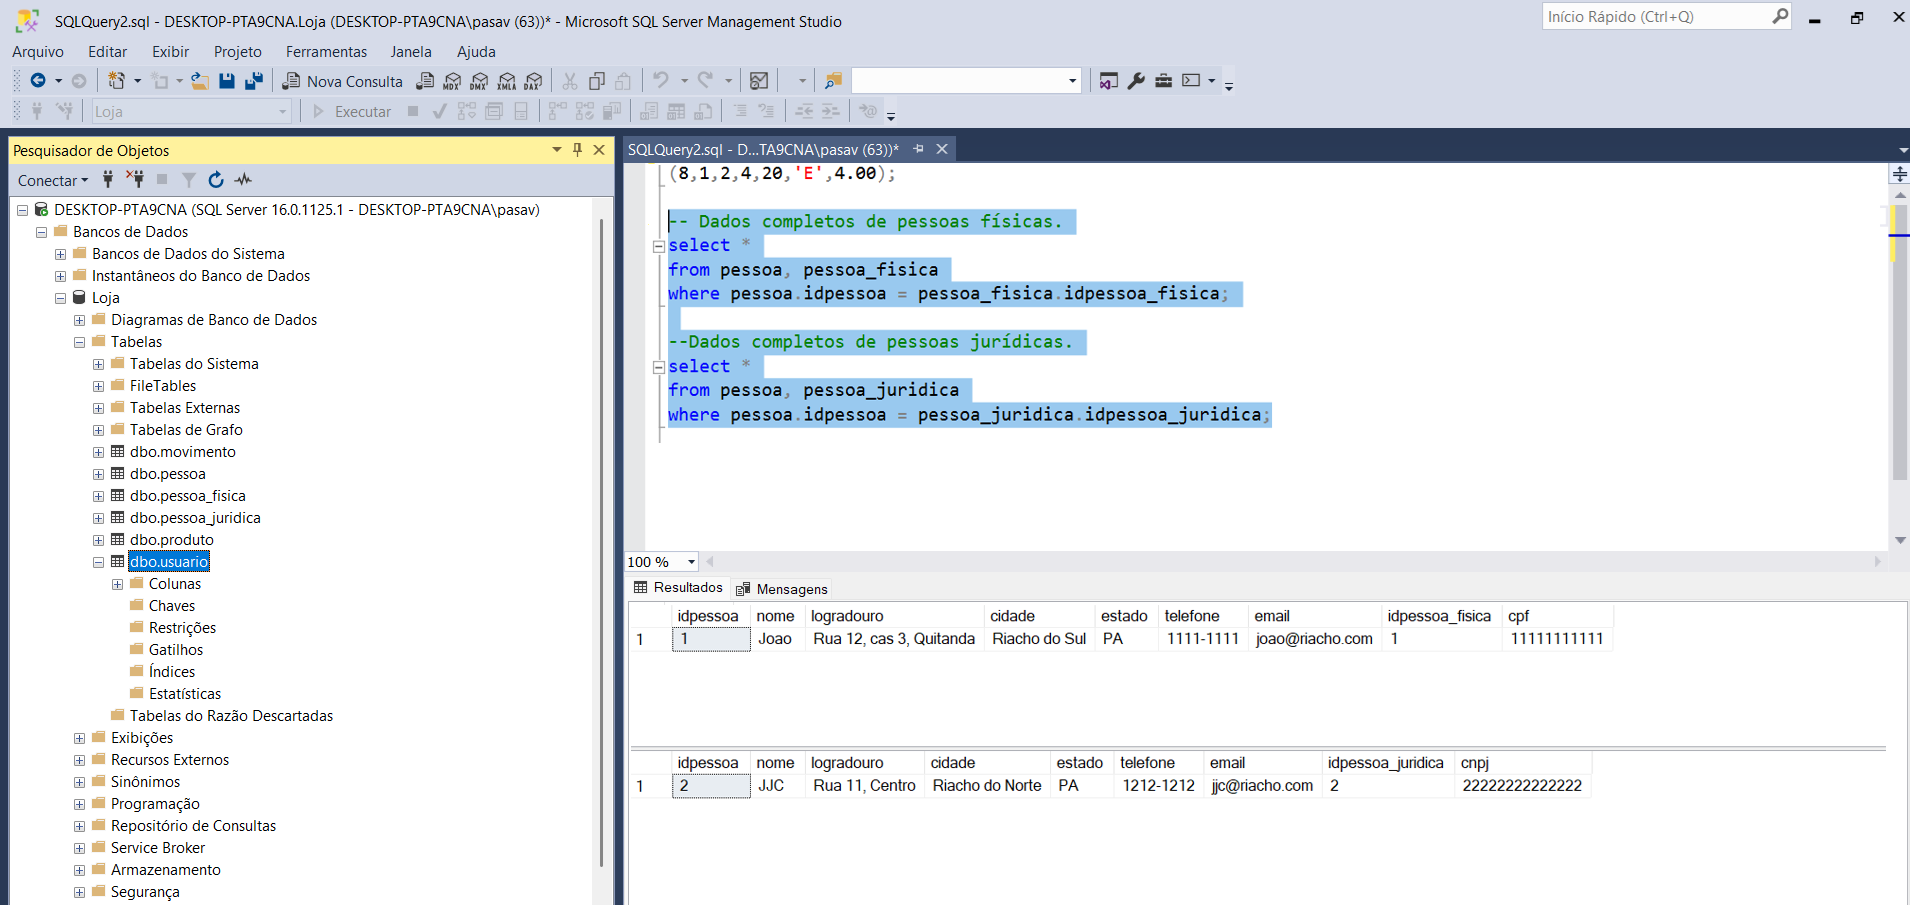 SQLQuery2.sql - DESKTOP-PTA9CNA.Loja (DESKTOP-PTA9CNA\pasav (63))* - Microsoft SQL Server Management Studio
Início Rápido (Ctrl+Q)
Arquivo Editar Exibir Projeto Ferramentas Janela Ajuda
Nova Consulta MDX DMX XMLA DAX
Loja Executar
Pesquisador de Objetos
Conectar
DESKTOP-PTA9CNA (SQL Server 16.0.1125.1 - DESKTOP-PTA9CNA\pasav)
Bancos de Dados
Bancos de Dados do Sistema
Instantâneos do Banco de Dados
Loja
Diagramas de Banco de Dados
Tabelas
Tabelas do Sistema
FileTables
Tabelas Externas
Tabelas de Grafo
dbo.movimento
dbo.pessoa
dbo.pessoa_fisica
dbo.pessoa_juridica
dbo.produto
dbo.usuario
Colunas
Chaves
Restrições
Gatilhos
Índices
Estatísticas
Tabelas do Razão Descartadas
Exibições
Recursos Externos
Sinônimos
Programação
Repositório de Consultas
Service Broker
Armazenamento
Segurança
SQLQuery2.sql - D...TA9CNA\pasav (63))*
(8,1,2,4,20,'E',4.00);
-- Dados completos de pessoas físicas.
select *
from pessoa, pessoa_fisica
where pessoa.idpessoa = pessoa_fisica.idpessoa_fisica;
--Dados completos de pessoas jurídicas.
select *
from pessoa, pessoa_juridica
where pessoa.idpessoa = pessoa_juridica.idpessoa_juridica;
100 %
Resultados Mensagens
idpessoa nome logradouro cidade estado telefone email idpessoa_fisica cpf
1 1 Joao Rua 12, cas 3, Quitanda Riacho do Sul PA 1111-1111 joao@riacho.com 1 11111111111
idpessoa nome logradouro cidade estado telefone email idpessoa_juridica cnpj
1 2 JJC Rua 11, Centro Riacho do Norte PA 1212-1212 jjc@riacho.com 2 22222222222222